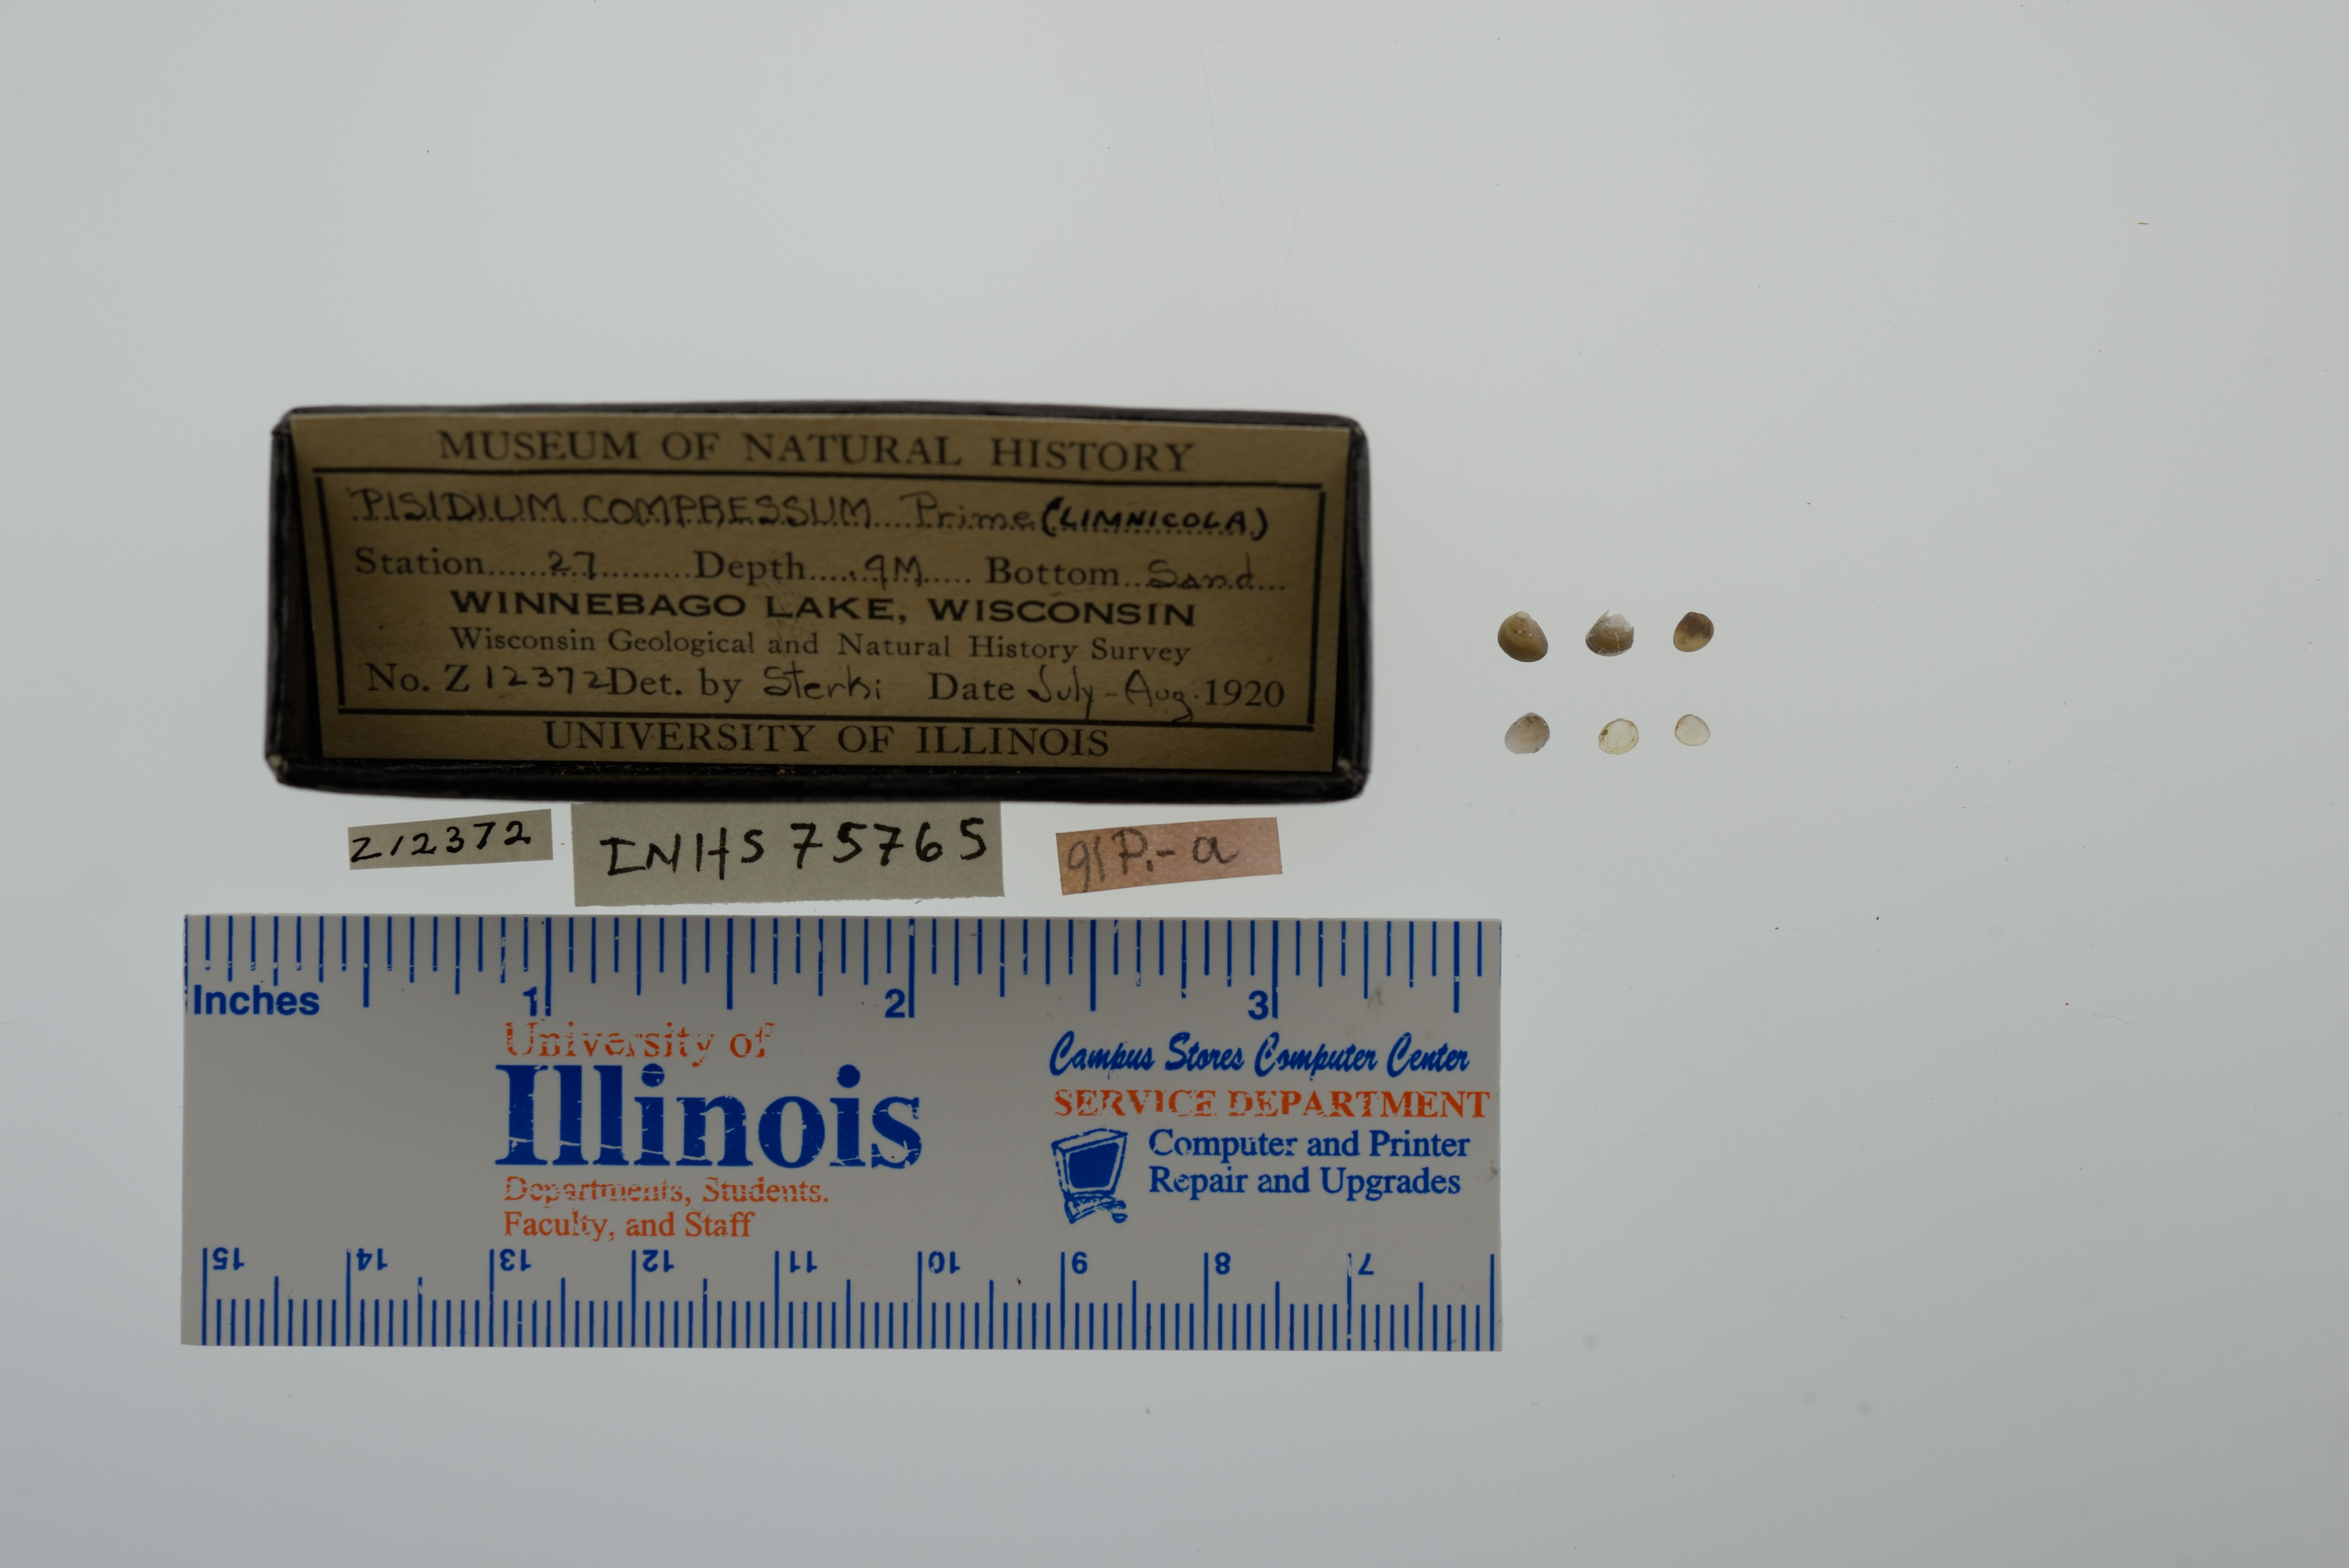 MUSEUM OF NATURAL HISTORY
PISIDIUM COMPRESSUM Prime (LIMNICOLA)
Station 27 Depth .9M Bottom Sand
WINNEBAGO LAKE, WISCONSIN
Wisconsin Geological and Natural History Survey
No. Z 12372 Det. by Sterki Date July-Aug. 1920
UNIVERSITY OF ILLINOIS
Z12372
INHS 75765
91P.- a
Inches 1 2 3
University of
Illinois
Departments, Students.
Faculty, and Staff
Campus Stores Computer Center
SERVICE DEPARTMENT
Computer and Printer
Repair and Upgrades
15 14 13 12 11 10 9 8 7